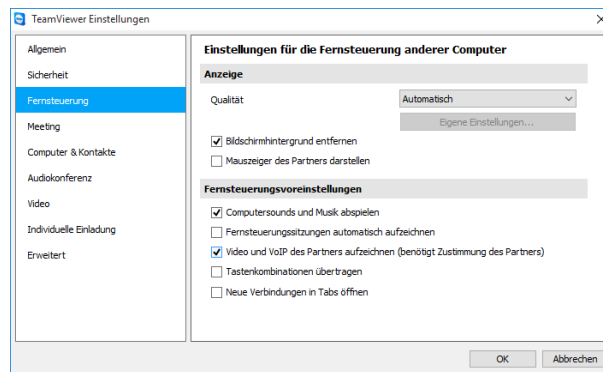 TeamViewer Einstellungen
Allgemein
Sicherheit
Fernsteuerung
Meeting
Computer & Kontakte
Audiokonferenz
Video
Individuelle Einladung
Erweitert
Einstellungen für die Fernsteuerung anderer Computer
Anzeige
Qualität
Automatisch
Eigene Einstellungen...
Bildschirmhintergrund entfernen
Mauszeiger des Partners darstellen
Fernsteuerungsvoreinstellungen
Computersounds und Musik abspielen
Fernsteuerungssitzungen automatisch aufzeichnen
Video und VoIP des Partners aufzeichnen (benötigt Zustimmung des Partners)
Tastenkombinationen übertragen
Neue Verbindungen in Tabs öffnen
OK
Abbrechen